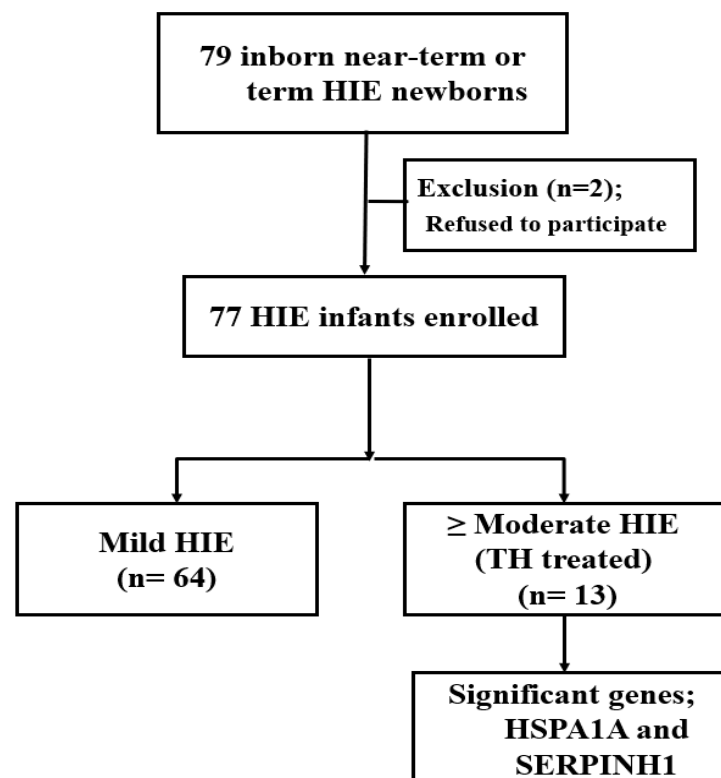 79 inborn near-term or
term HIE newborns
Exclusion (n=2);
Refused to participate
77 HIE infants enrolled
Mild HIE
(n= 64)
≥ Moderate HIE
(TH treated)
(n= 13)
Significant genes;
HSPA1A and
SERPINH1